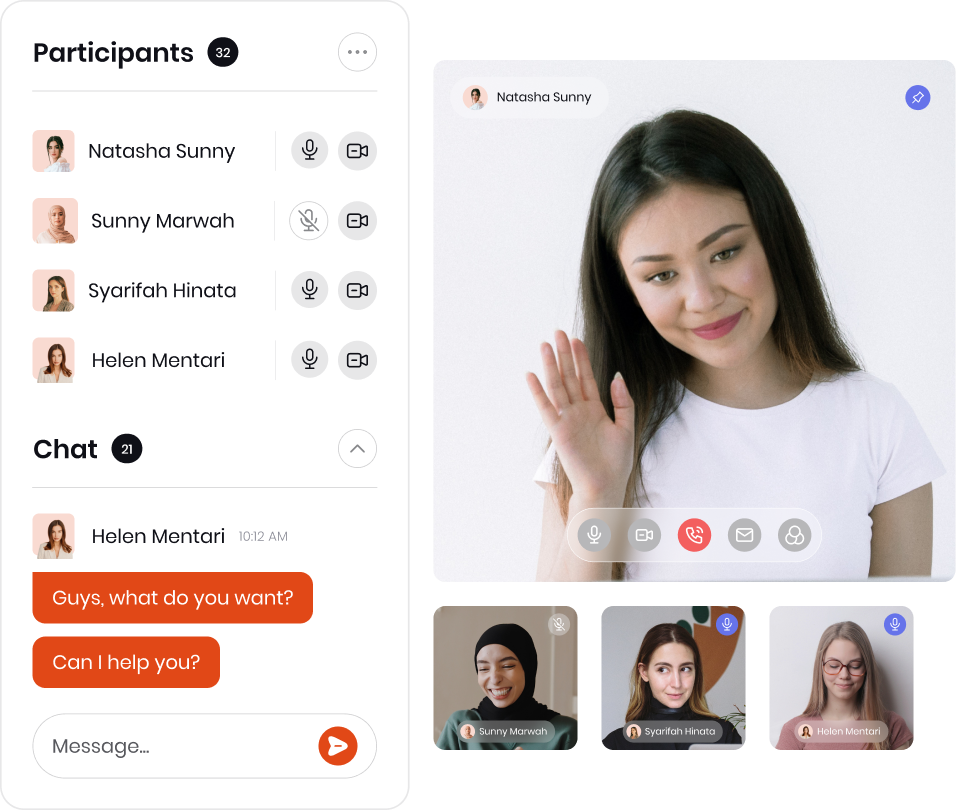 Participants 32
Natasha Sunny
Sunny Marwah
Syarifah Hinata
Helen Mentari
Chat 21
Helen Mentari 10:12 AM
Guys, what do you want?
Can I help you?
Message...
Natasha Sunny
Sunny Marwah
Syarifah Hinata
Helen Mentari